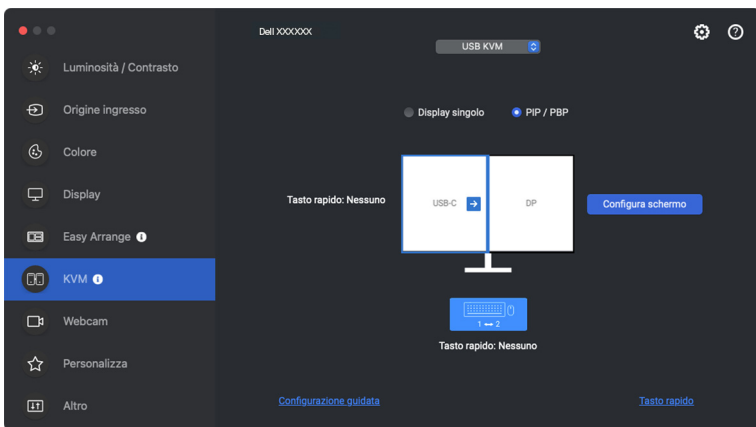 Dell XXXXXX
USB KVM
Luminosità / Contrasto
Origine ingresso
Colore
Display
Easy Arrange
KVM
Webcam
Personalizza
Altro
Display singolo
PIP / PBP
Tasto rapido: Nessuno
USB-C
DP
Configura schermo
1 ↔ 2
Tasto rapido: Nessuno
Configurazione guidata
Tasto rapido